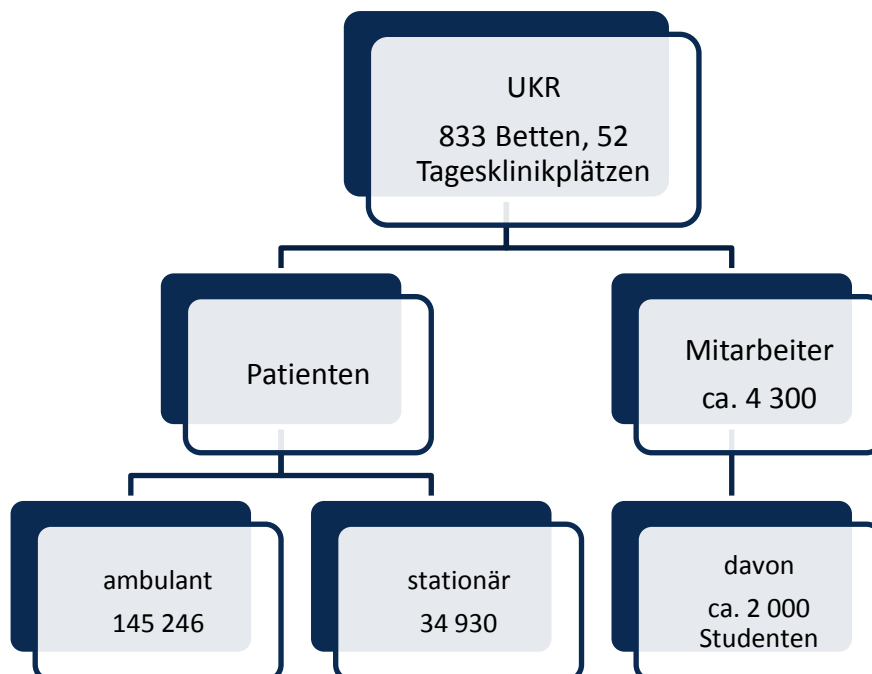 UKR
833 Betten, 52
Tagesklinikplätzen
Patienten
Mitarbeiter
ca. 4 300
ambulant
145 246
stationär
34 930
davon
ca. 2 000
Studenten